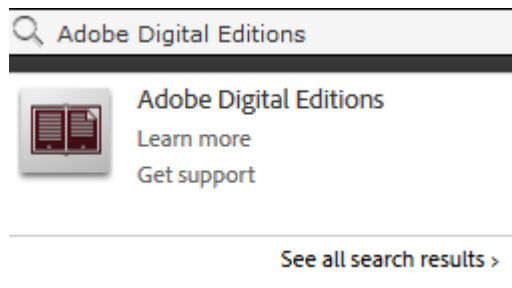 Adobe Digital Editions
Adobe Digital Editions
Learn more
Get support
See all search results >